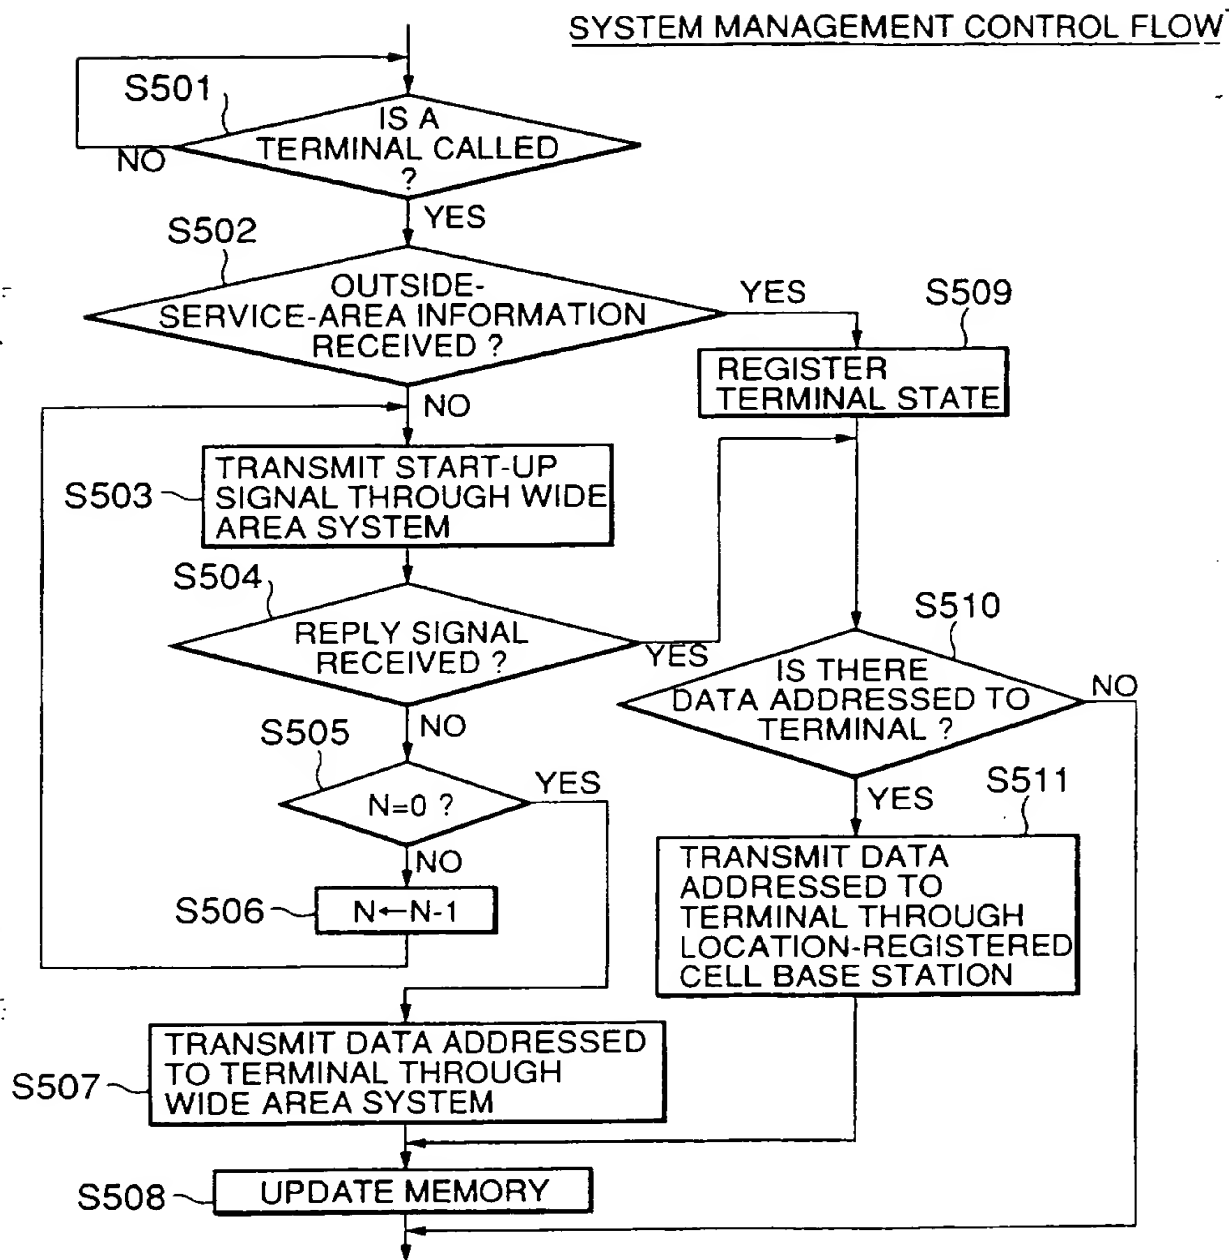 SYSTEM MANAGEMENT CONTROL FLOW
S501
IS A
TERMINAL CALLED
?
NO
YES
S502
OUTSIDE-
SERVICE-AREA INFORMATION
RECEIVED ?
YES
NO
S509
REGISTER
TERMINAL STATE
S503
TRANSMIT START-UP
SIGNAL THROUGH WIDE
AREA SYSTEM
S504
REPLY SIGNAL
RECEIVED ?
YES
NO
S510
IS THERE
DATA ADDRESSED TO
TERMINAL ?
NO
YES
S505
N=0 ?
YES
NO
S506
N←N-1
S511
TRANSMIT DATA
ADDRESSED TO
TERMINAL THROUGH
LOCATION-REGISTERED
CELL BASE STATION
S507
TRANSMIT DATA ADDRESSED
TO TERMINAL THROUGH
WIDE AREA SYSTEM
S508
UPDATE MEMORY